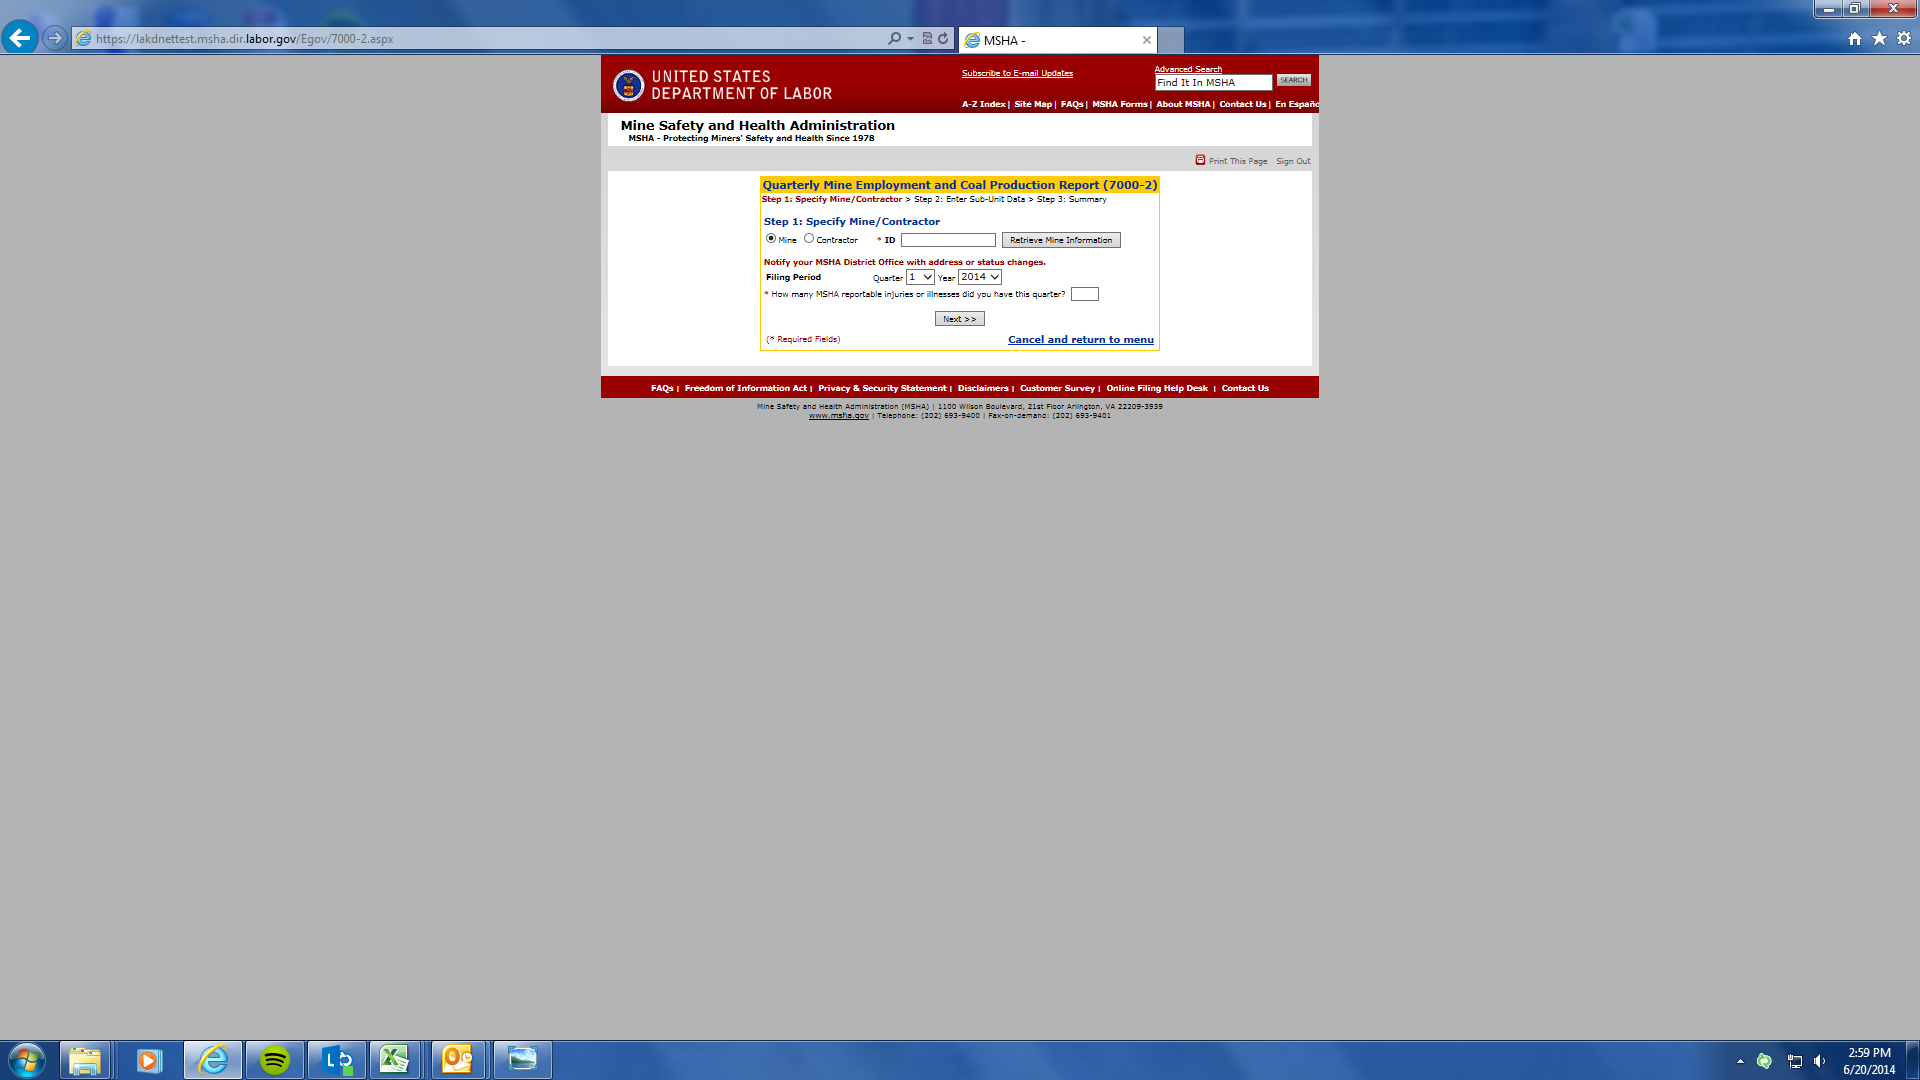 https://lakdnettest.msha.dir.labor.gov/Egov/7000-2.aspx
MSHA -
UNITED STATES
DEPARTMENT OF LABOR
Subscribe to E-mail Updates
Advanced Search
Find It In MSHA
SEARCH
A-Z Index | Site Map | FAQs | MSHA Forms | About MSHA | Contact Us | En Españo
Mine Safety and Health Administration
MSHA - Protecting Miners' Safety and Health Since 1978
Print This Page Sign Out
Quarterly Mine Employment and Coal Production Report (7000-2)
Step 1: Specify Mine/Contractor > Step 2: Enter Sub-Unit Data > Step 3: Summary
Step 1: Specify Mine/Contractor
Mine Contractor * ID Retrieve Mine Information
Notify your MSHA District Office with address or status changes.
Filing Period Quarter 1 Year 2014
* How many MSHA reportable injuries or illnesses did you have this quarter?
Next >>
(* Required Fields) Cancel and return to menu
FAQs | Freedom of Information Act | Privacy & Security Statement | Disclaimers | Customer Survey | Online Filing Help Desk | Contact Us
Mine Safety and Health Administration (MSHA) | 1100 Wilson Boulevard, 21st Floor Arlington, VA 22209-3939
www.msha.gov | Telephone: (202) 693-9400 | Fax-on-demand: (202) 693-9401
2:59 PM
6/20/2014